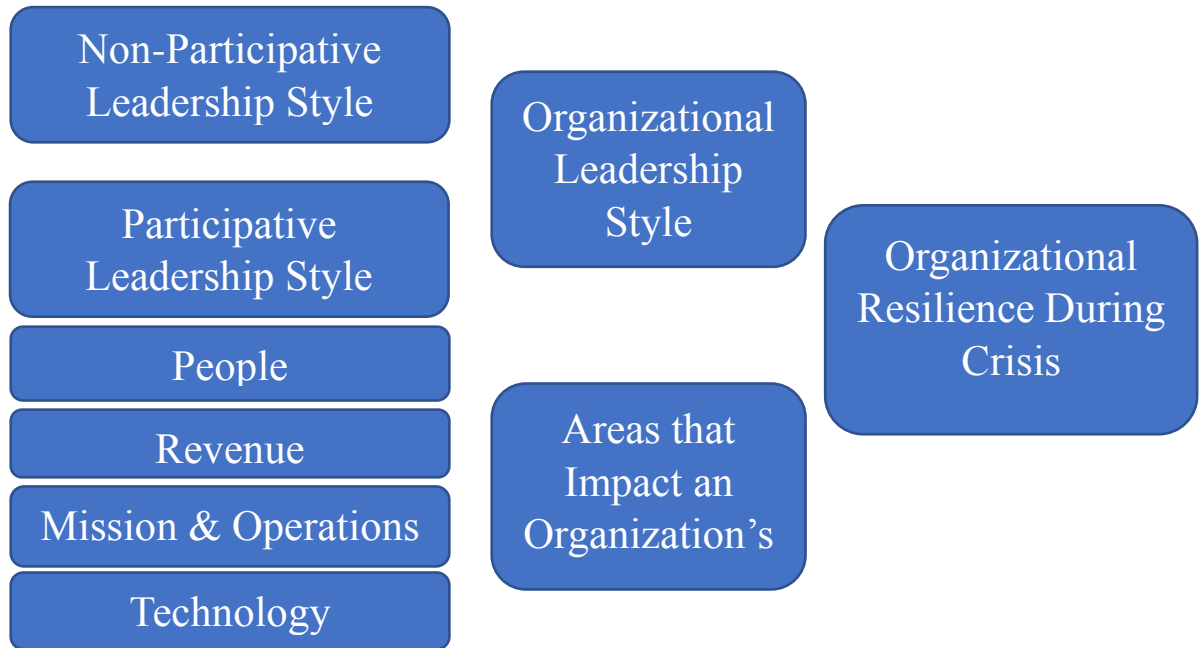 Non-Participative
Leadership Style
Participative
Leadership Style
People
Revenue
Mission & Operations
Technology
Organizational
Leadership
Style
Areas that
Impact an
Organization’s
Organizational
Resilience During
Crisis